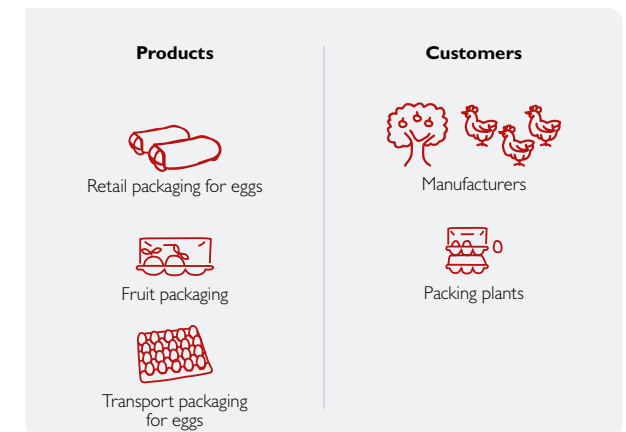 Products
Retail packaging for eggs
Fruit packaging
Transport packaging
for eggs
Customers
Manufacturers
Packing plants